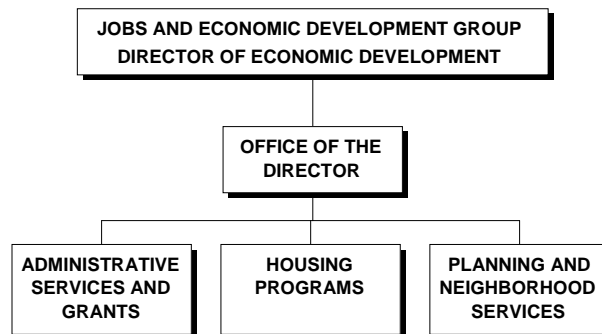 JOBS AND ECONOMIC DEVELOPMENT GROUP
DIRECTOR OF ECONOMIC DEVELOPMENT
OFFICE OF THE
DIRECTOR
ADMINISTRATIVE
SERVICES AND
GRANTS
HOUSING
PROGRAMS
PLANNING AND
NEIGHBORHOOD
SERVICES